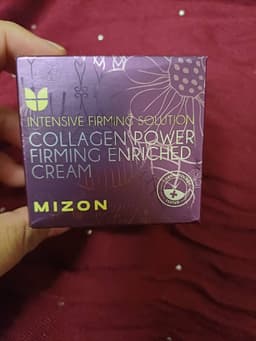 INTENSIVE FIRMING SOLUTION
COLLAGEN POWER
FIRMING ENRICHED
CREAM
MIZON